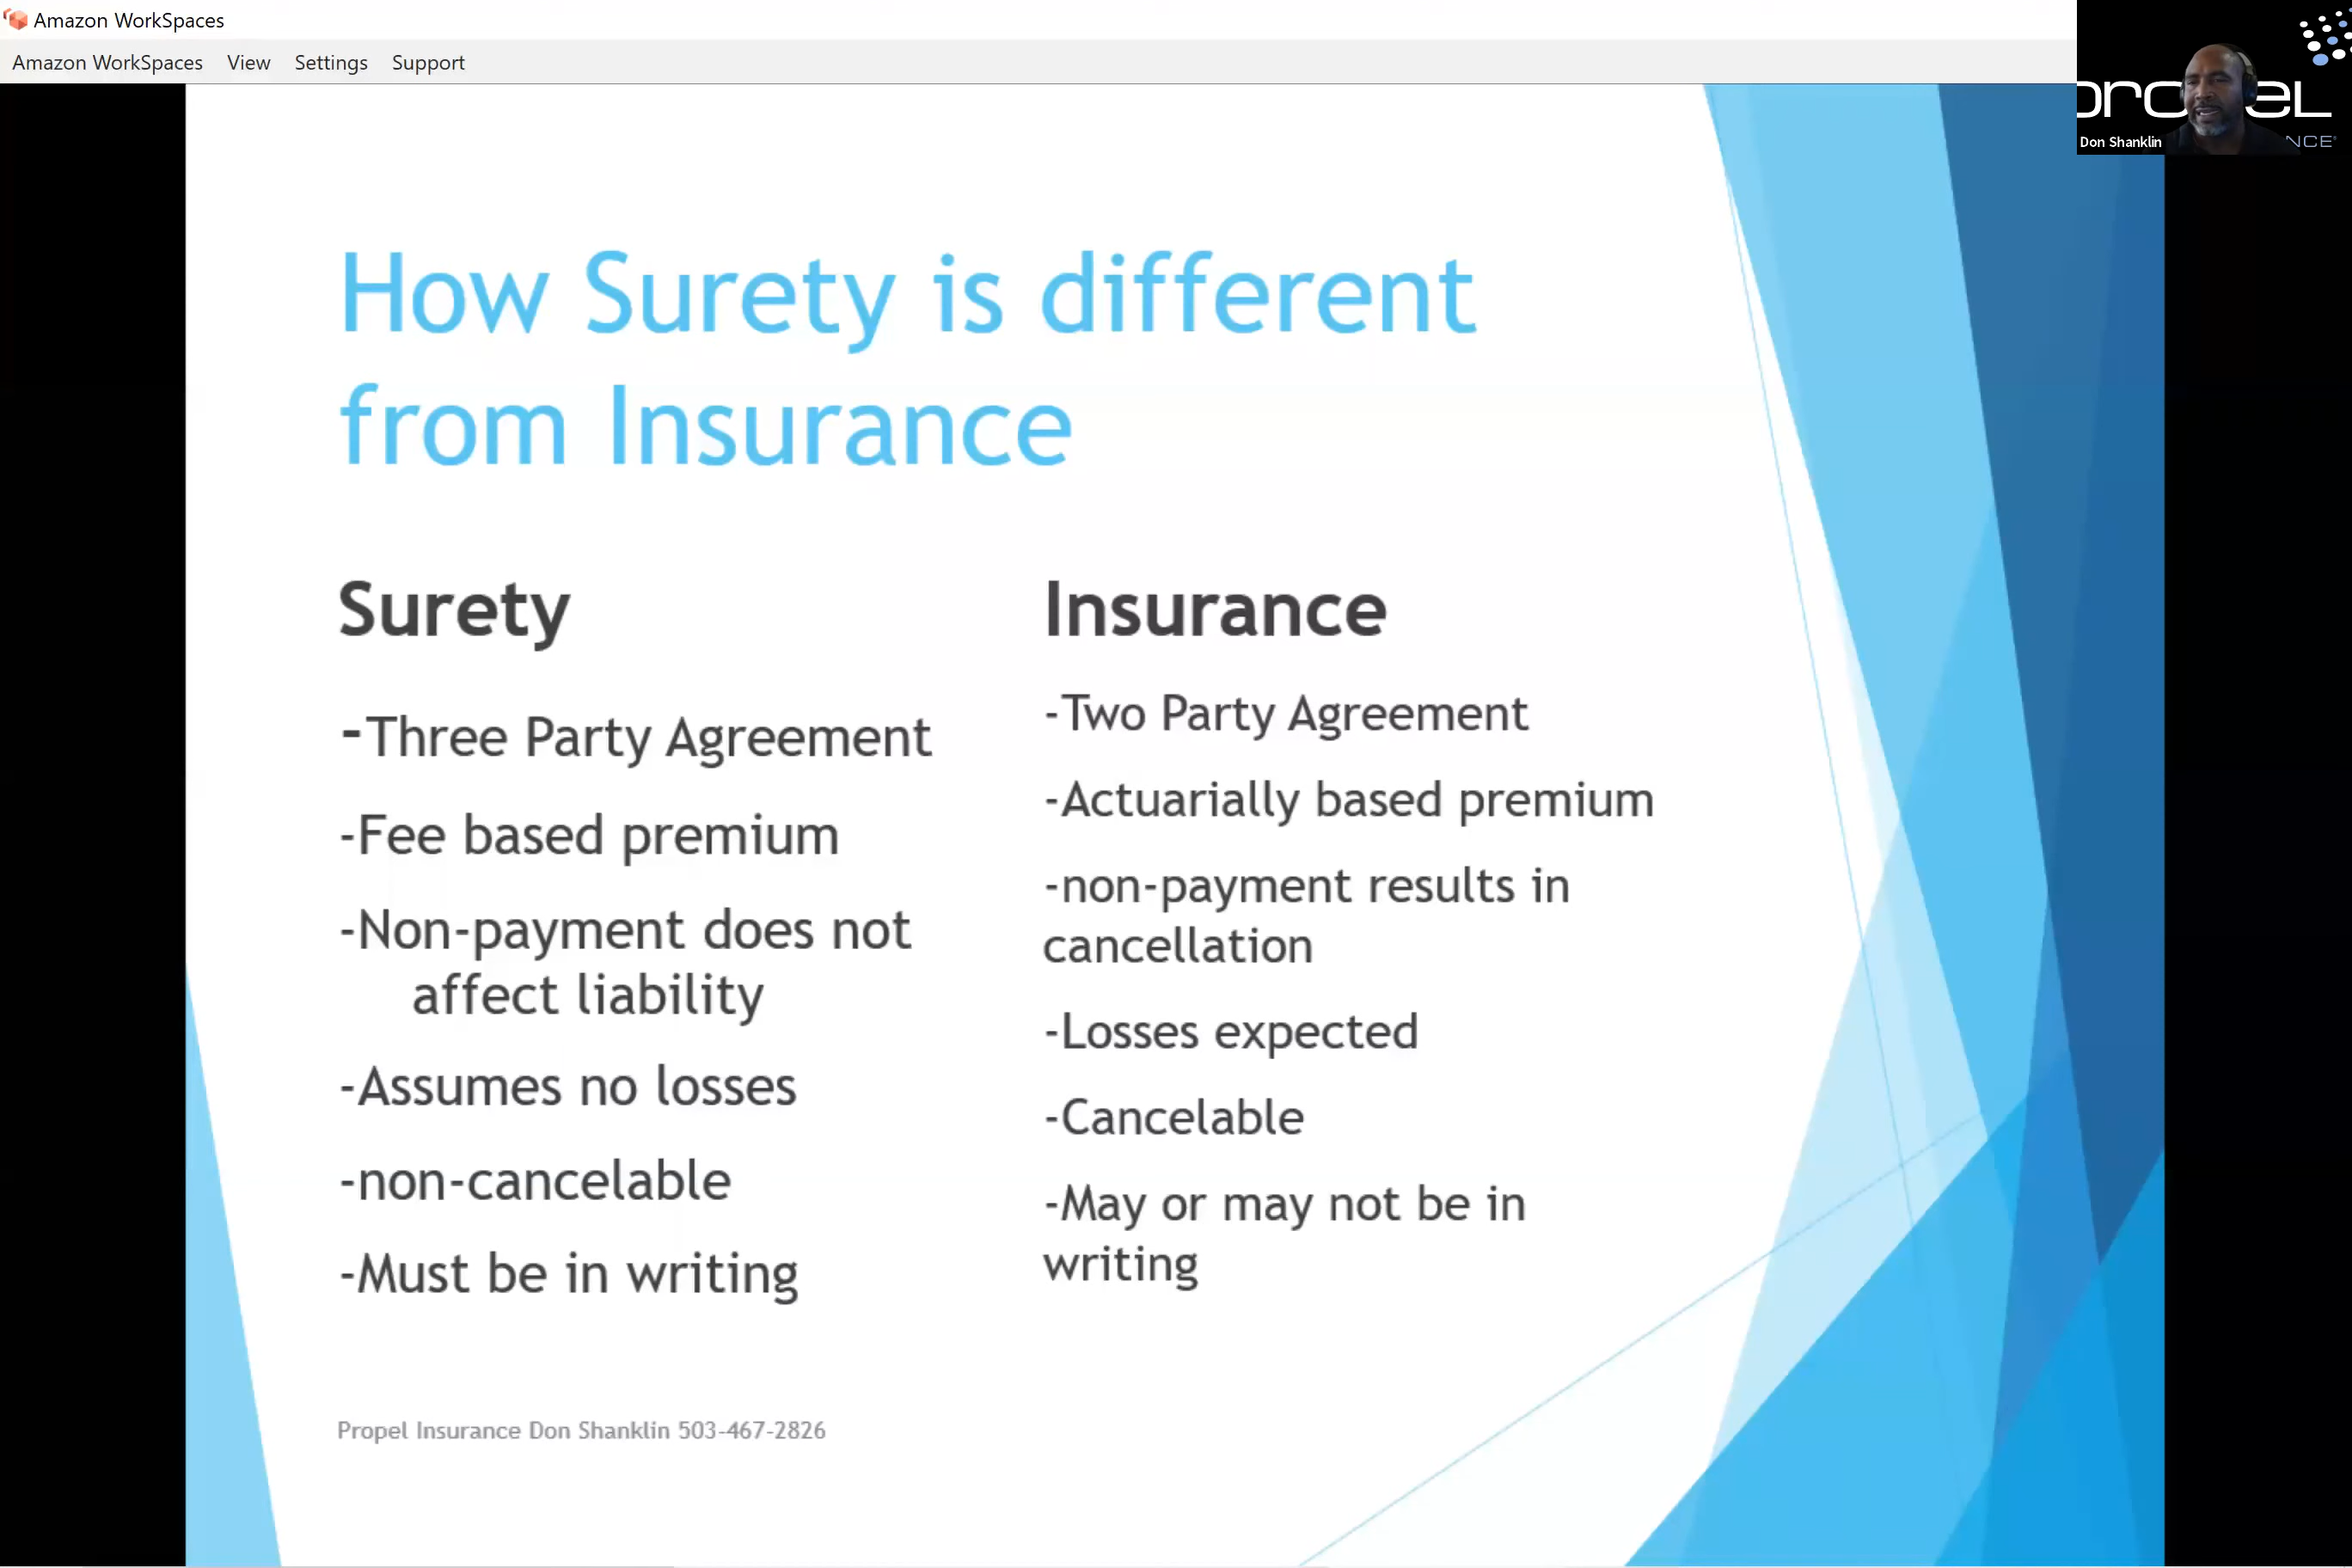 Amazon WorkSpaces
Amazon WorkSpaces View Settings Support
Don Shanklin
How Surety is different
from Insurance
Surety
-Three Party Agreement
-Fee based premium
-Non-payment does not
affect liability
-Assumes no losses
-non-cancelable
-Must be in writing
Insurance
-Two Party Agreement
-Actuarially based premium
-non-payment results in
cancellation
-Losses expected
-Cancelable
-May or may not be in
writing
Propel Insurance Don Shanklin 503-467-2826